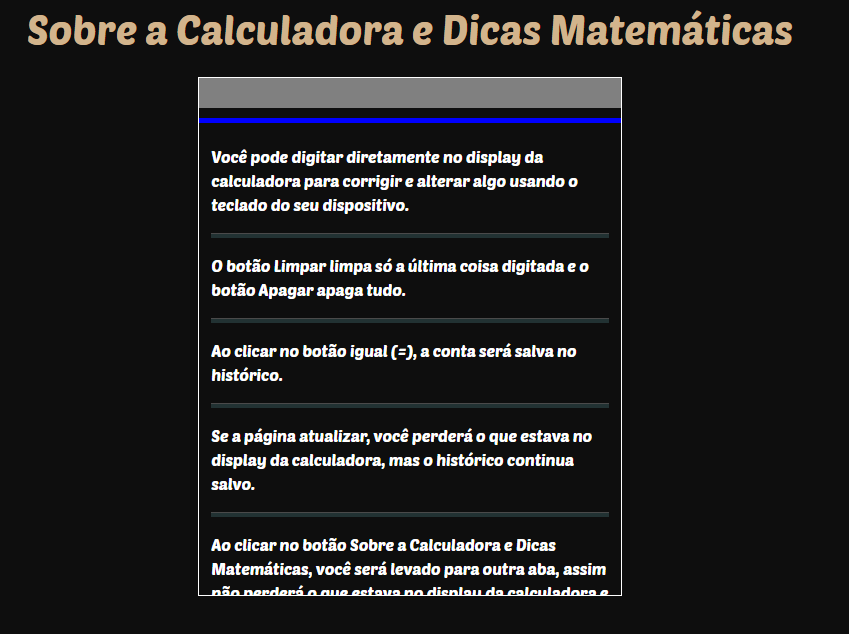 Sobre a Calculadora e Dicas Matemáticas
Você pode digitar diretamente no display da
calculadora para corrigir e alterar algo usando o
teclado do seu dispositivo.
O botão Limpar limpa só a última coisa digitada e o
botão Apagar apaga tudo.
Ao clicar no botão igual (=), a conta será salva no
histórico.
Se a página atualizar, você perderá o que estava no
display da calculadora, mas o histórico continua
salvo.
Ao clicar no botão Sobre a Calculadora e Dicas
Matemáticas, você será levado para outra aba, assim
não perderá o que estava no display da calculadora e